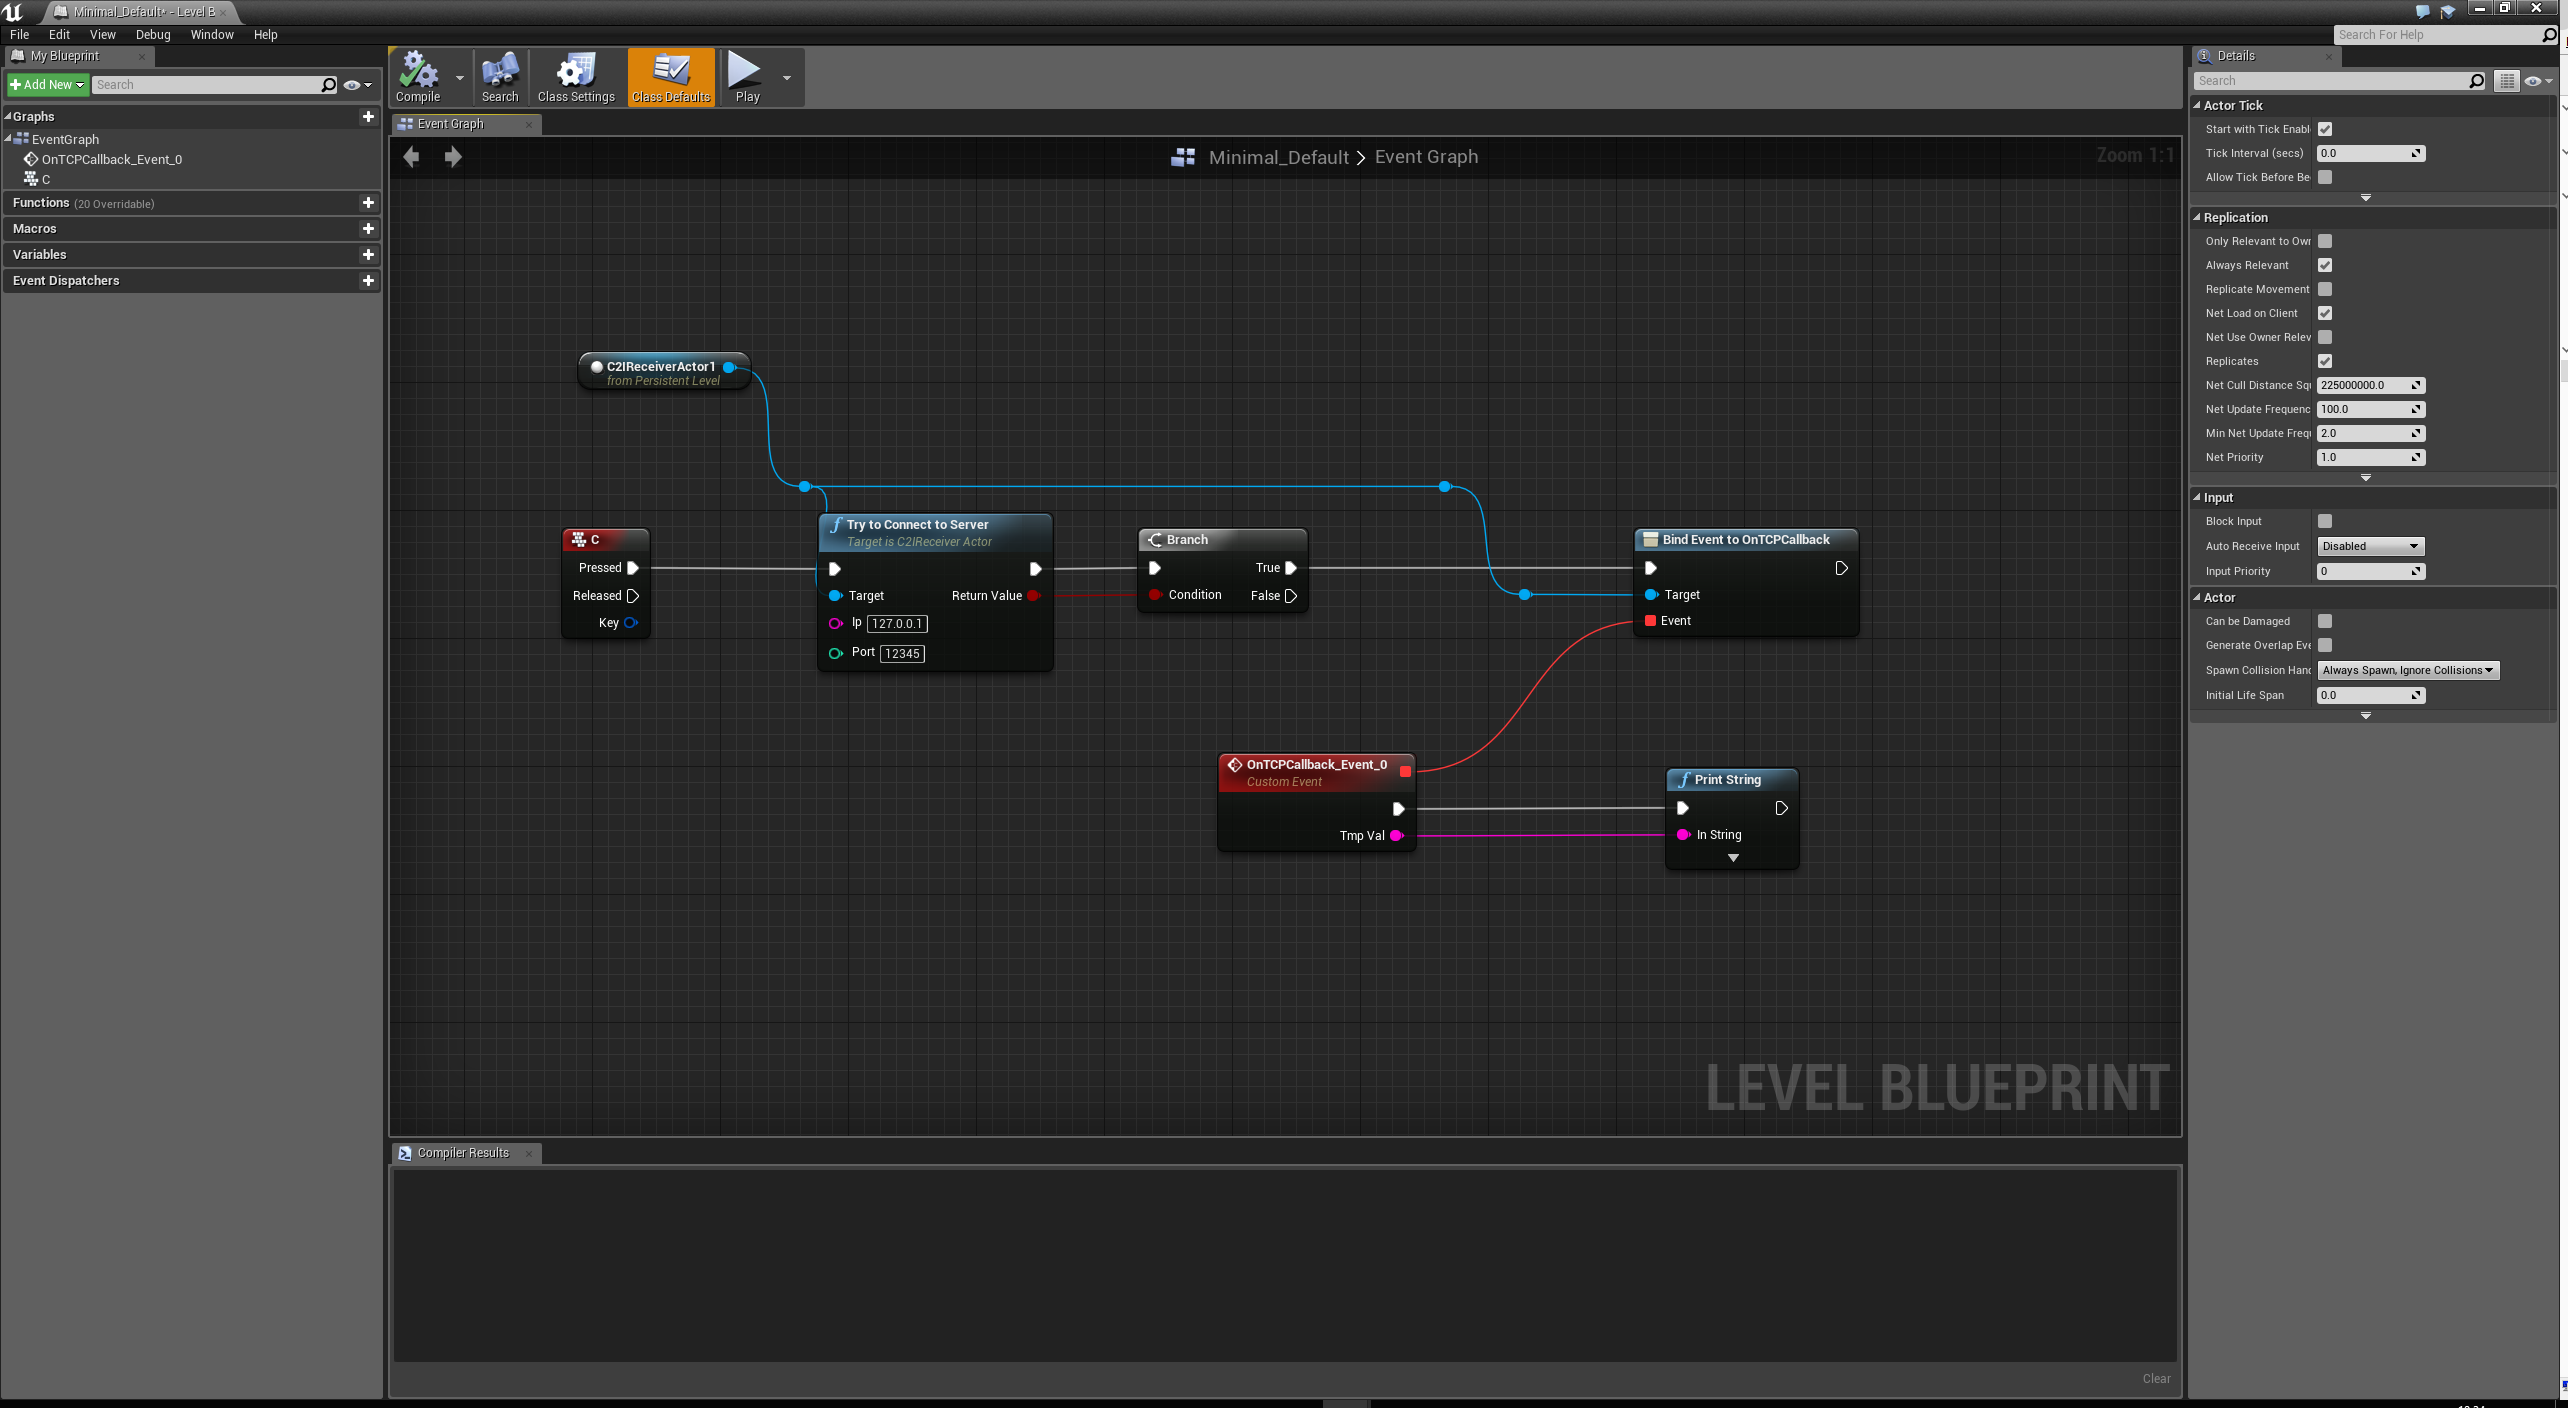 Minimal_Default* - Level B
File Edit View Debug Window Help
Search For Help
My Blueprint
Add New
Search
Graphs
EventGraph
OnTCPCallback_Event_0
C
Functions (20 Overridable)
Macros
Variables
Event Dispatchers
Compile
Search
Class Settings
Class Defaults
Play
Event Graph
Minimal_Default > Event Graph
Zoom 1:1
C2IReceiverActor1
from Persistent Level
C
Pressed
Released
Key
Try to Connect to Server
Target is C2IReceiver Actor
Target
Return Value
Ip 127.0.0.1
Port 12345
Branch
True
Condition
False
Bind Event to OnTCPCallback
Target
Event
OnTCPCallback_Event_0
Custom Event
Tmp Val
Print String
In String
LEVEL BLUEPRINT
Compiler Results
Clear
Details
Search
Actor Tick
Start with Tick Enabl
Tick Interval (secs) 0.0
Allow Tick Before Be
Replication
Only Relevant to Owr
Always Relevant
Replicate Movement
Net Load on Client
Net Use Owner Relev
Replicates
Net Cull Distance Squ 225000000.0
Net Update Frequenc 100.0
Min Net Update Frequ 2.0
Net Priority 1.0
Input
Block Input
Auto Receive Input Disabled
Input Priority 0
Actor
Can be Damaged
Generate Overlap Eve
Spawn Collision Hand Always Spawn, Ignore Collisions
Initial Life Span 0.0